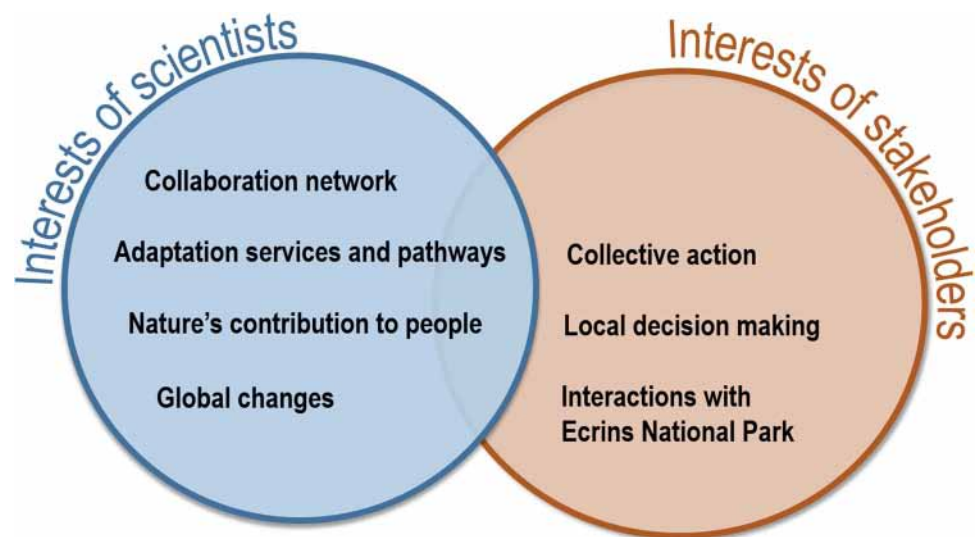 Interests of scientists
Collaboration network
Adaptation services and pathways
Nature's contribution to people
Global changes
Interests of stakeholders
Collective action
Local decision making
Interactions with
Ecrins National Park